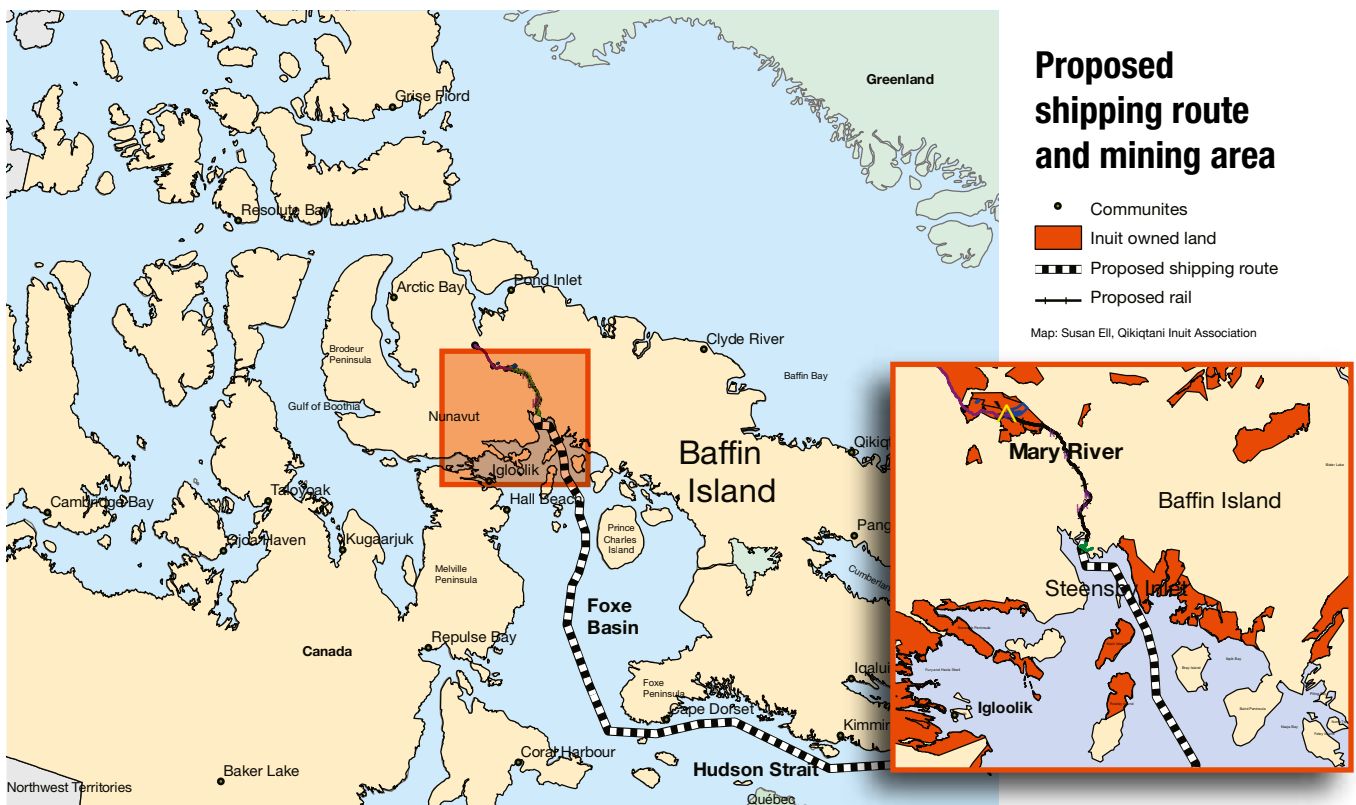 Proposed
shipping route
and mining area
Communites
Inuit owned land
Proposed shipping route
Proposed rail
Map: Susan Ell, Qikiqtani Inuit Association
Greenland
Grise Fiord
Resolute Bay
Arctic Bay
Pond Inlet
Clyde River
Brodeur
Peninsula
Baffin Bay
Gulf of Boothia
Nunavut
Baffin
Island
Qikiqt
Igloolik
Hall Beach
Cambridge Bay
Taloyoak
Gjoa Haven
Kugaarjuk
Prince
Charles
Island
Pang
Melville
Peninsula
Cumberlan
Foxe
Basin
Repulse Bay
Canada
Foxe
Peninsula
Iqalui
Cape Dorset
Kimmir
Coral Harbour
Baker Lake
Hudson Strait
Northwest Territories
Québec
Mary River
Baffin Island
Steensby Inlet
Igloolik